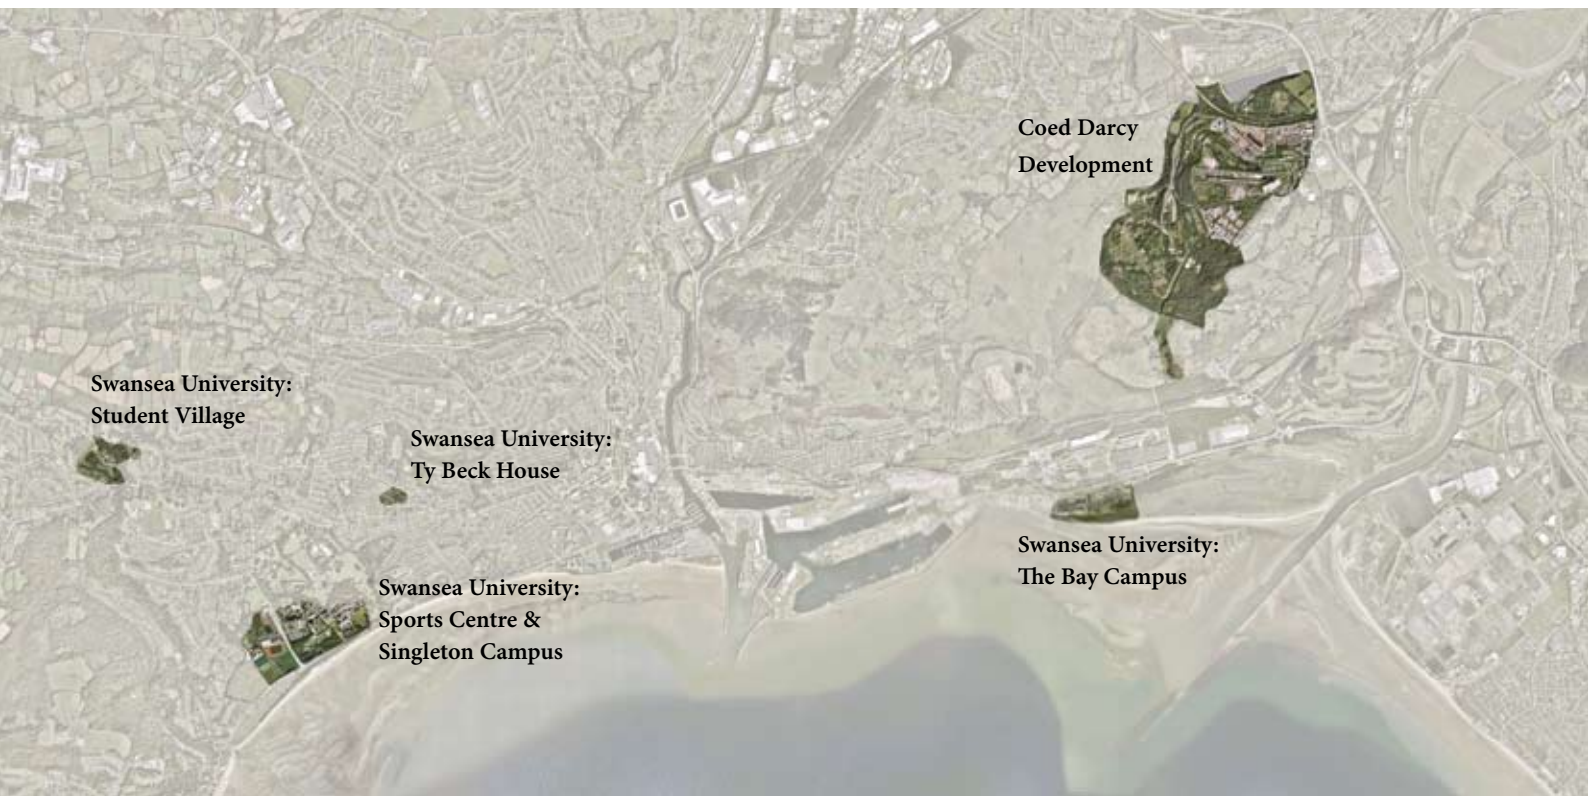 Coed Darcy
Development
Swansea University:
Student Village
Swansea University:
Ty Beck House
Swansea University:
The Bay Campus
Swansea University:
Sports Centre &
Singleton Campus